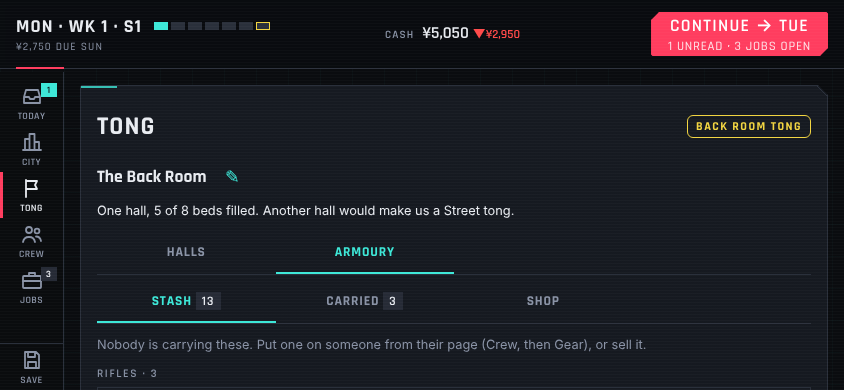 MON · WK 1 · S1
¥2,750 DUE SUN
CASH ¥5,050 ▼¥2,950
CONTINUE → TUE
1 UNREAD · 3 JOBS OPEN
1
TODAY
CITY
TONG
CREW
3
JOBS
SAVE
TONG
BACK ROOM TONG
The Back Room ✎
One hall, 5 of 8 beds filled. Another hall would make us a Street tong.
HALLS ARMOURY
STASH 13 CARRIED 3 SHOP
Nobody is carrying these. Put one on someone from their page (Crew, then Gear), or sell it.
RIFLES · 3